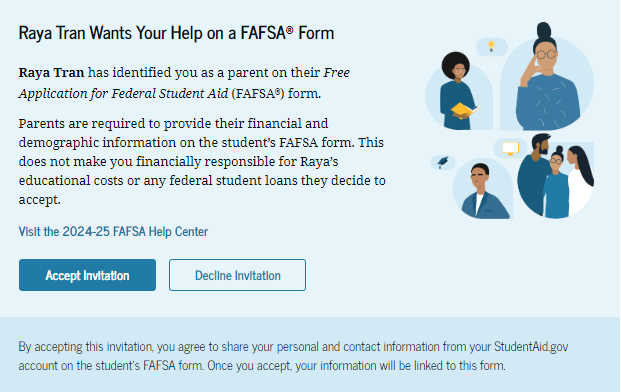 Raya Tran Wants Your Help on a FAFSA® Form
Raya Tran has identified you as a parent on their Free
Application for Federal Student Aid (FAFSA®) form.
Parents are required to provide their financial and
demographic information on the student's FAFSA form. This
does not make you financially responsible for Raya's
educational costs or any federal student loans they decide to
accept.
Visit the 2024-25 FAFSA Help Center
Accept Invitation
Decline Invitation
By accepting this invitation, you agree to share your personal and contact information from your StudentAid.gov
account on the student's FAFSA form. Once you accept, your information will be linked to this form.